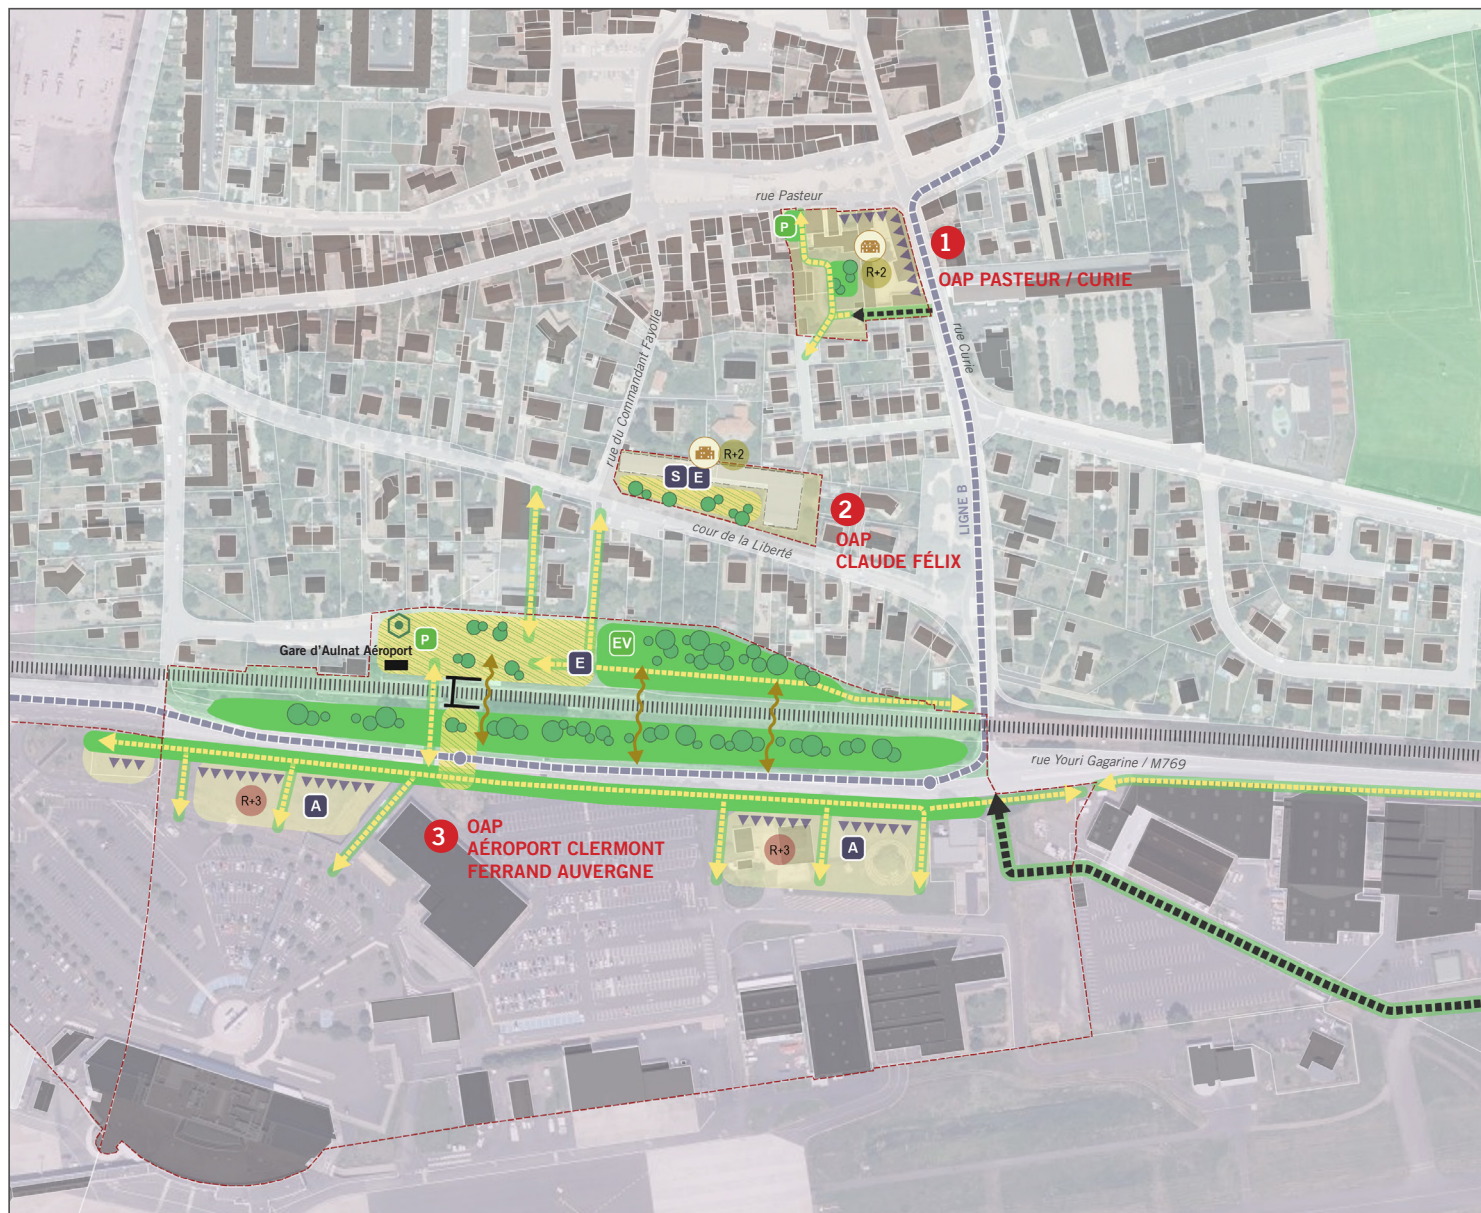 rue Pasteur
P
1
R+2
OAP PASTEUR / CURIE
rue Curie
rue du Commandant Fayolle
R+2
S E
2
LIGNE B
cour de la Liberté
OAP
CLAUDE FÉLIX
P
EV
Gare d'Aulnat Aéroport
E
rue Youri Gagarine / M769
R+3
A
3
OAP
AÉROPORT CLERMONT
FERRAND AUVERGNE
R+3
A